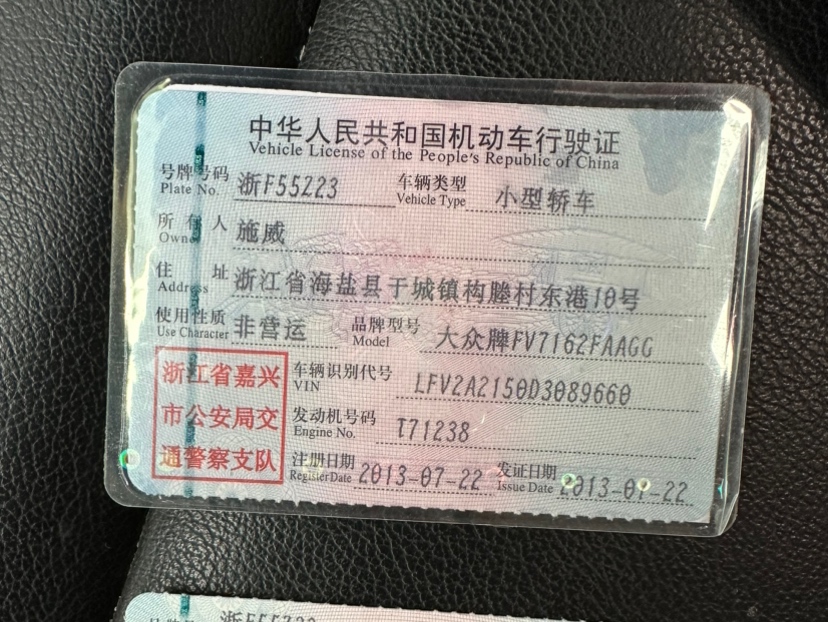 中华人民共和国机动车行驶证
Vehicle License of the People's Republic of China
号牌号码 浙F55223 车辆类型 小型轿车
Plate No. Vehicle Type
所有人 施威
Owner
住址 浙江省海盐县于城镇构塍村东港10号
Address
使用性质 非营运 品牌型号 大众牌FV7162FAAGG
Use Character Model
浙江省嘉兴
市公安局交
通警察支队
车辆识别代号 LFV2A2150D3089660
VIN
发动机号码 T71238
Engine No.
注册日期 2013-07-22 发证日期 2013-07-22
Register Date Issue Date